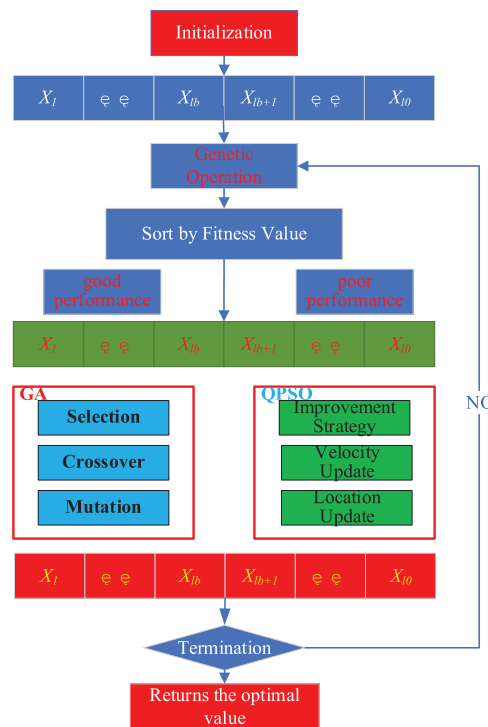 Initialization
X1 ę ę Xlb Xlb+1 ę ę Xl0
Genetic
Operation
Sort by Fitness Value
good
performance
poor
performance
X1 ę ę Xlb Xlb+1 ę ę Xl0
GA
QPSO
NO
Selection
Crossover
Mutation
Improvement
Strategy
Velocity
Update
Location
Update
X1 ę ę Xlb Xlb+1 ę ę Xl0
Termination
Returns the optimal
value